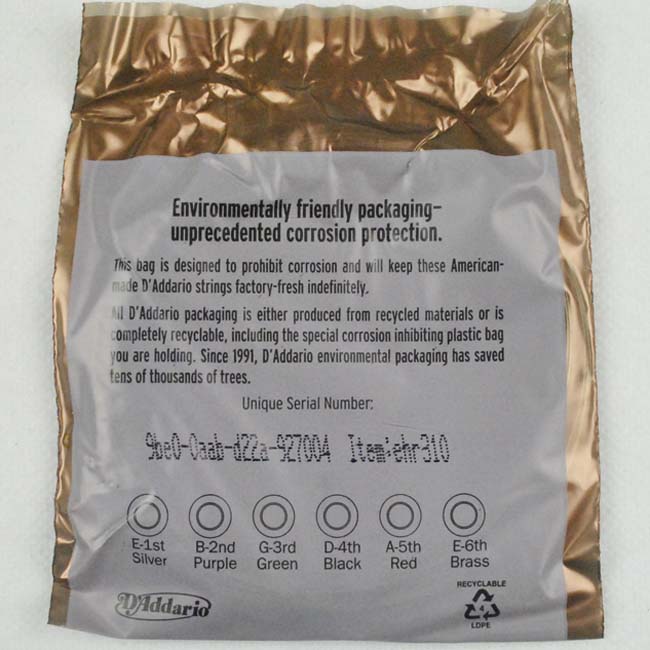 Environmentally friendly packaging–
unprecedented corrosion protection.
This bag is designed to prohibit corrosion and will keep these American-
made D'Addario strings factory-fresh indefinitely.
All D'Addario packaging is either produced from recycled materials or is
completely recyclable, including the special corrosion inhibiting plastic bag
you are holding. Since 1991, D'Addario environmental packaging has saved
tens of thousands of trees.
Unique Serial Number:
9be0-0aab-d22a-927004 Item:ehr310
E-1st B-2nd G-3rd D-4th A-5th E-6th
Silver Purple Green Black Red Brass
RECYCLABLE
D'Addario
4
LDPE